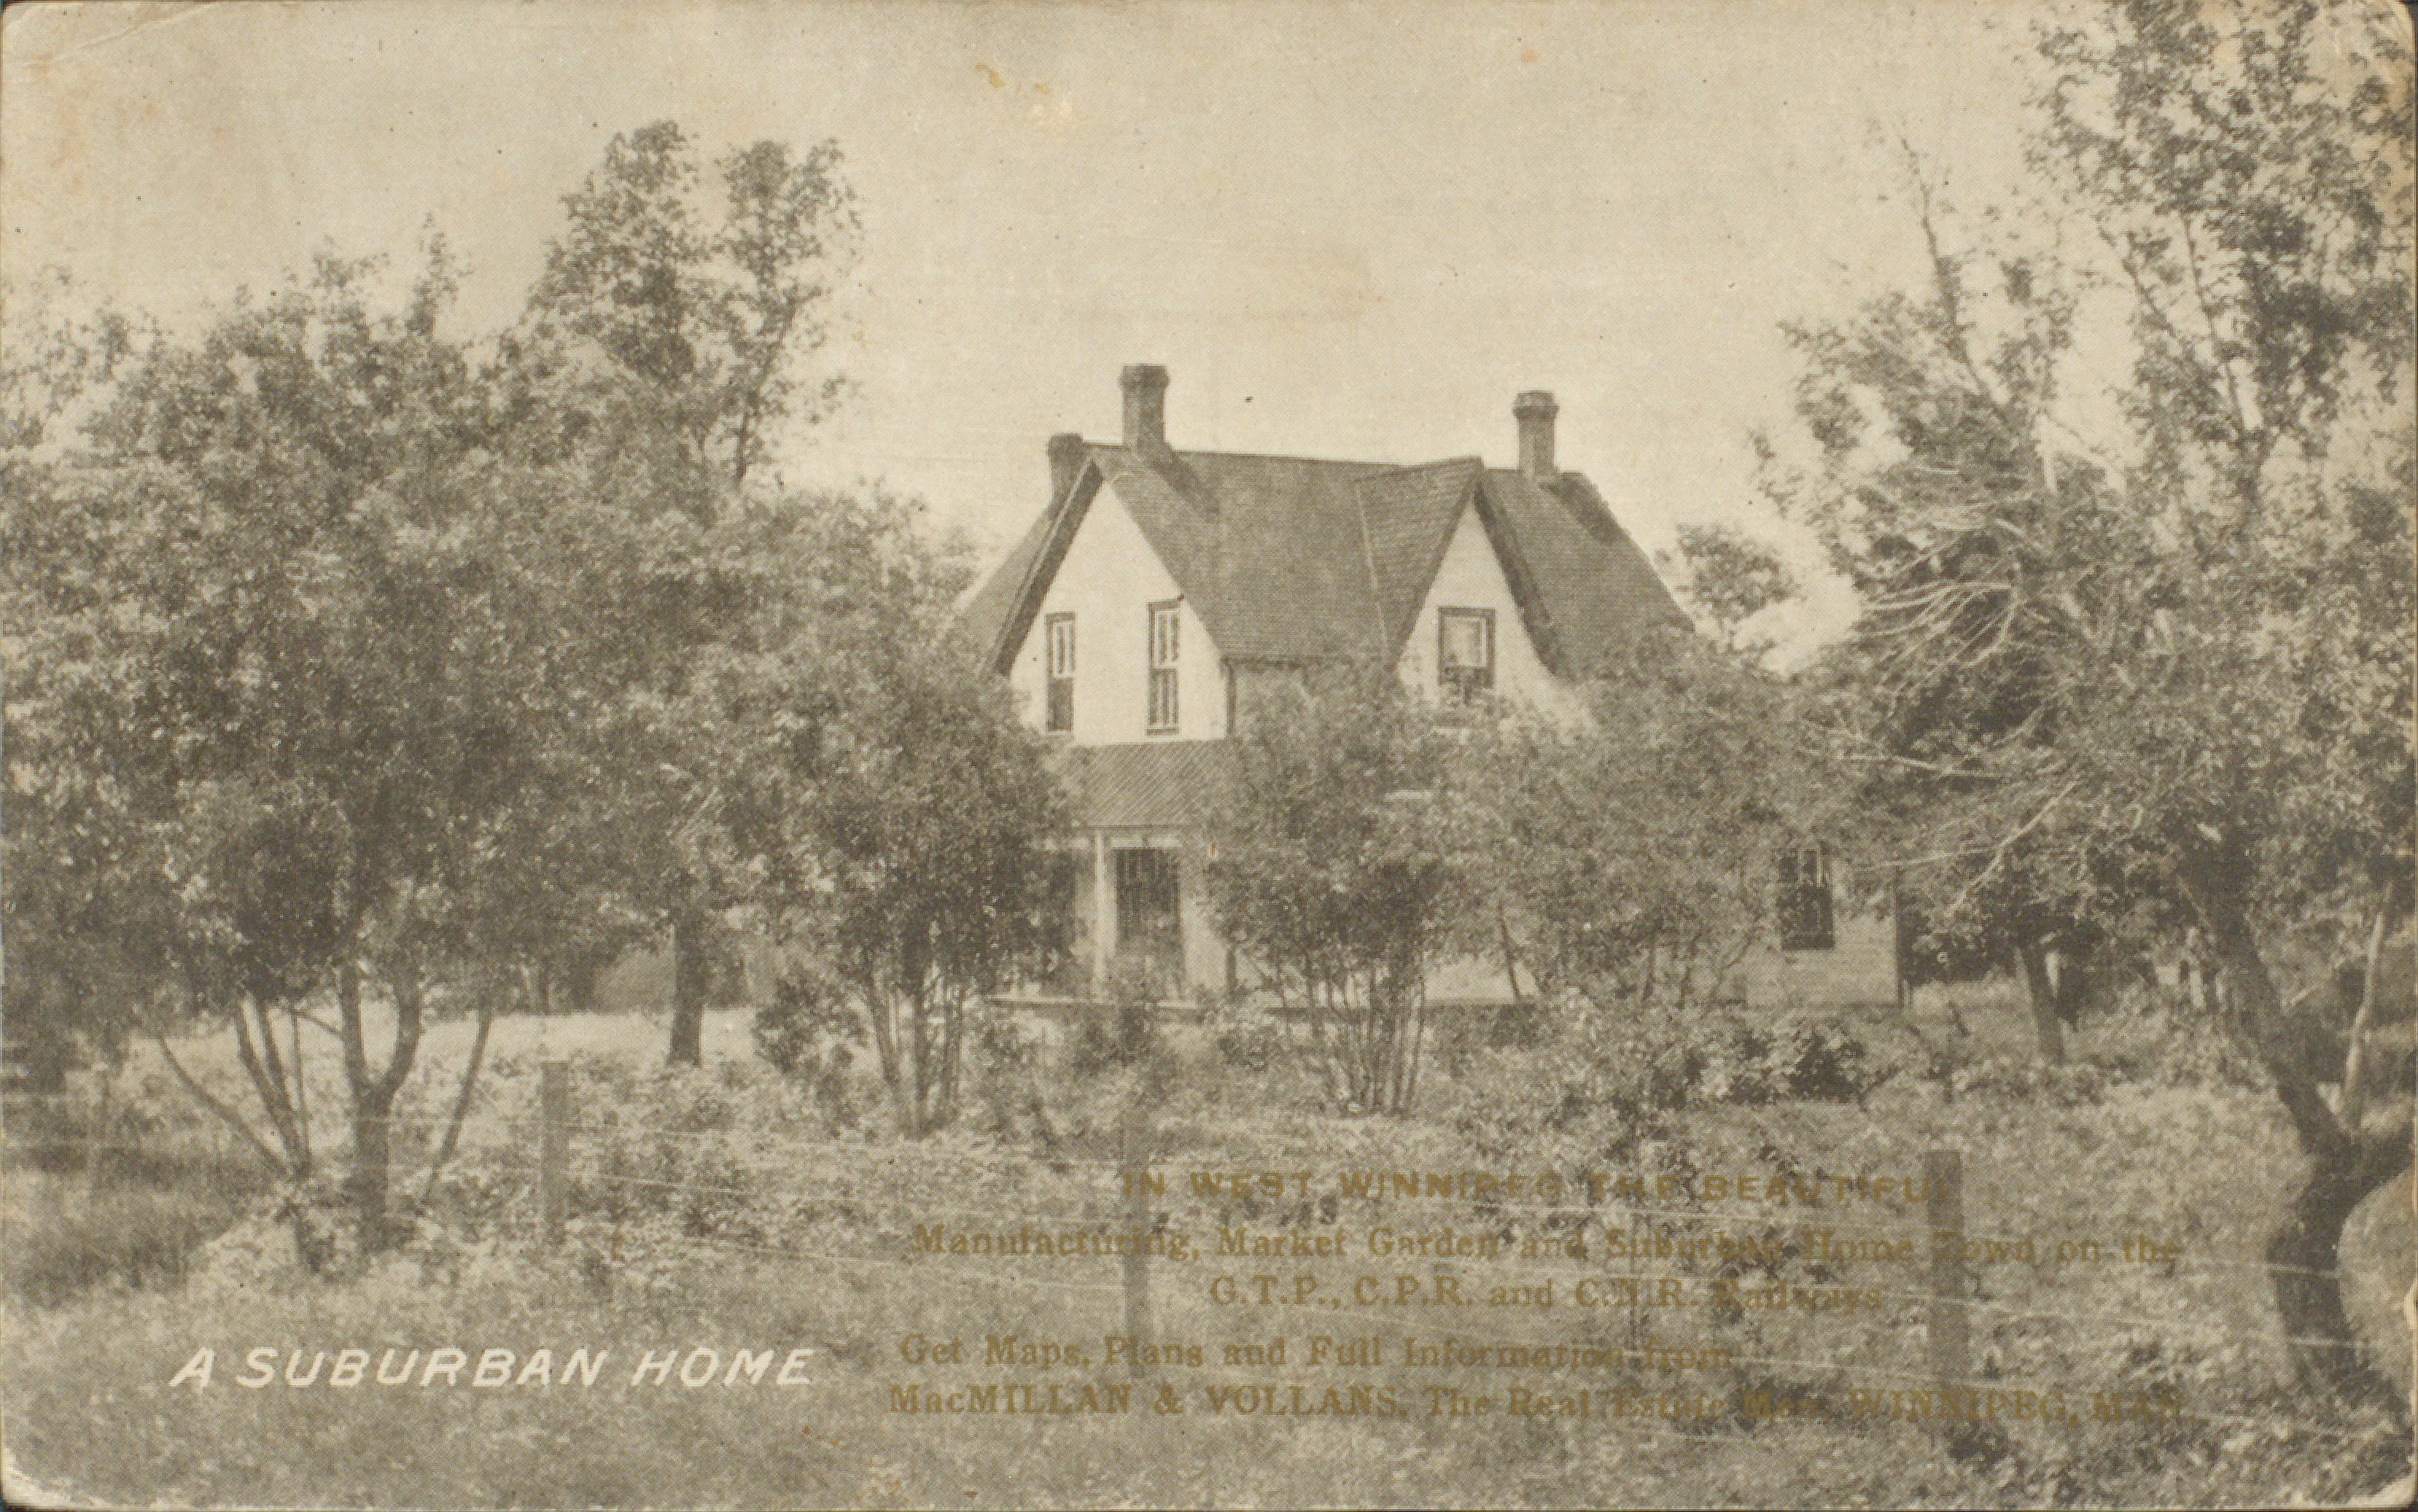 A SUBURBAN HOME
IN WEST WINNIPEG THE BEAUTIFUL
Manufacturing, Market Garden and Suburban Home Town on the
G.T.P., C.P.R. and C.N.R. Railways
Get Maps, Plans and Full Information from
MacMILLAN & VOLLANS, The Real Estate Men, WINNIPEG, MAN.